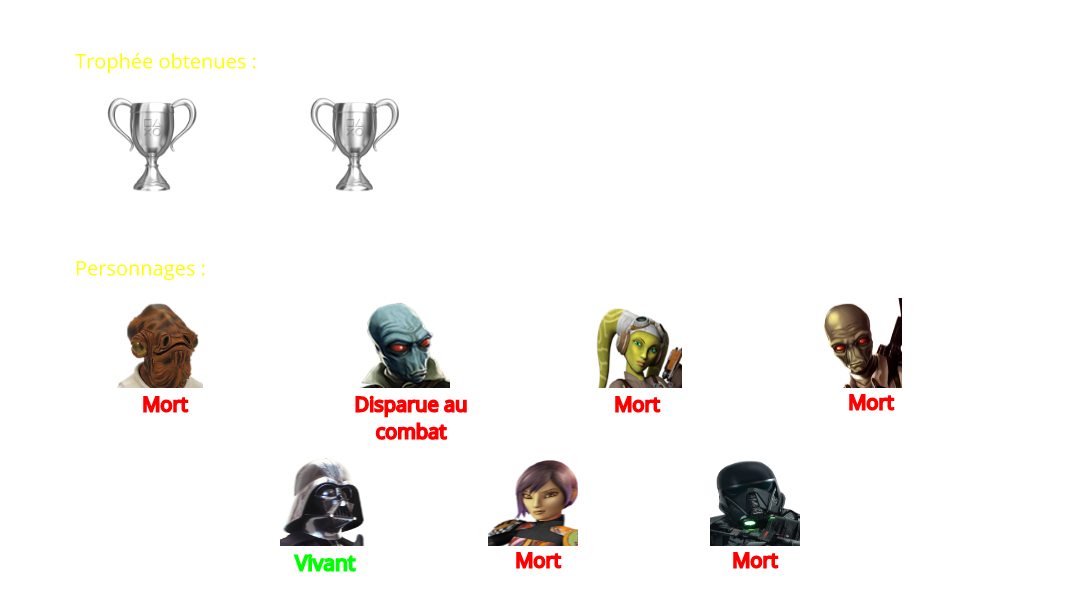 Trophée obtenues :
Personnages :
Mort
Disparue au
combat
Mort
Mort
Vivant
Mort
Mort